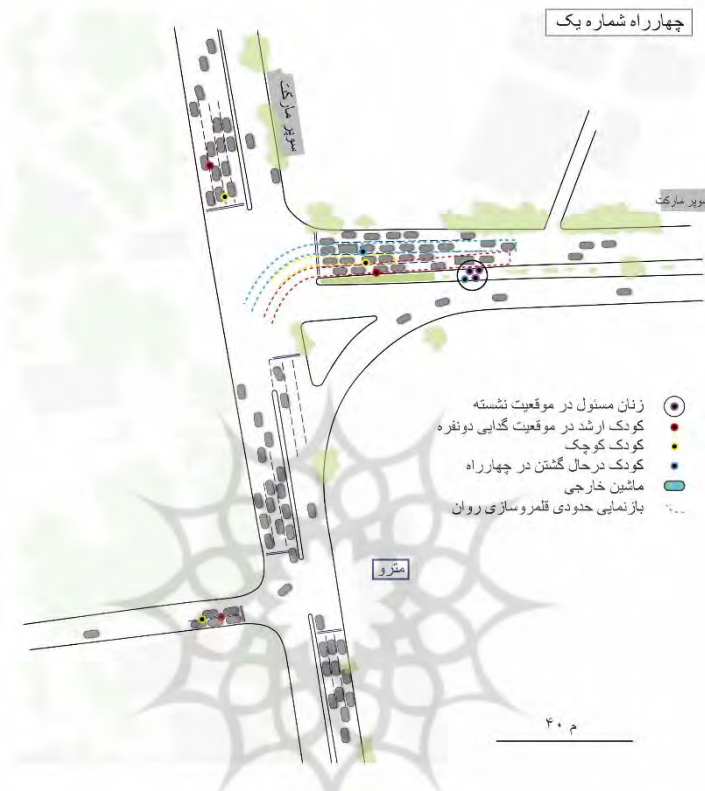 چهارراه شماره یک
سوپر مارکت
سوپر مارکت
زنان مسئول در موقعیت نشسته
کودک ارشد در موقعیت گدایی دونفره
کودک کوچک
کودک درحال گشتن در چهارراه
ماشین خارجی
بازنمایی حدودی قلمروسازی روان
مترو
۴۰ م